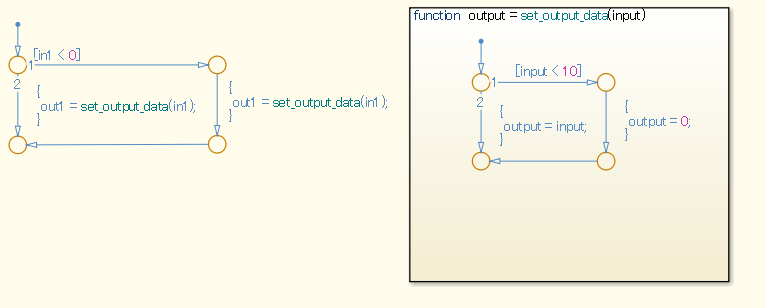 [in1 < 0]
1
2
{
out1 = set_output_data(in1);
}
{
out1 = set_output_data(in1);
}
function output = set_output_data(input)
[input < 10]
1
2
{
output = input;
}
{
output = 0;
}